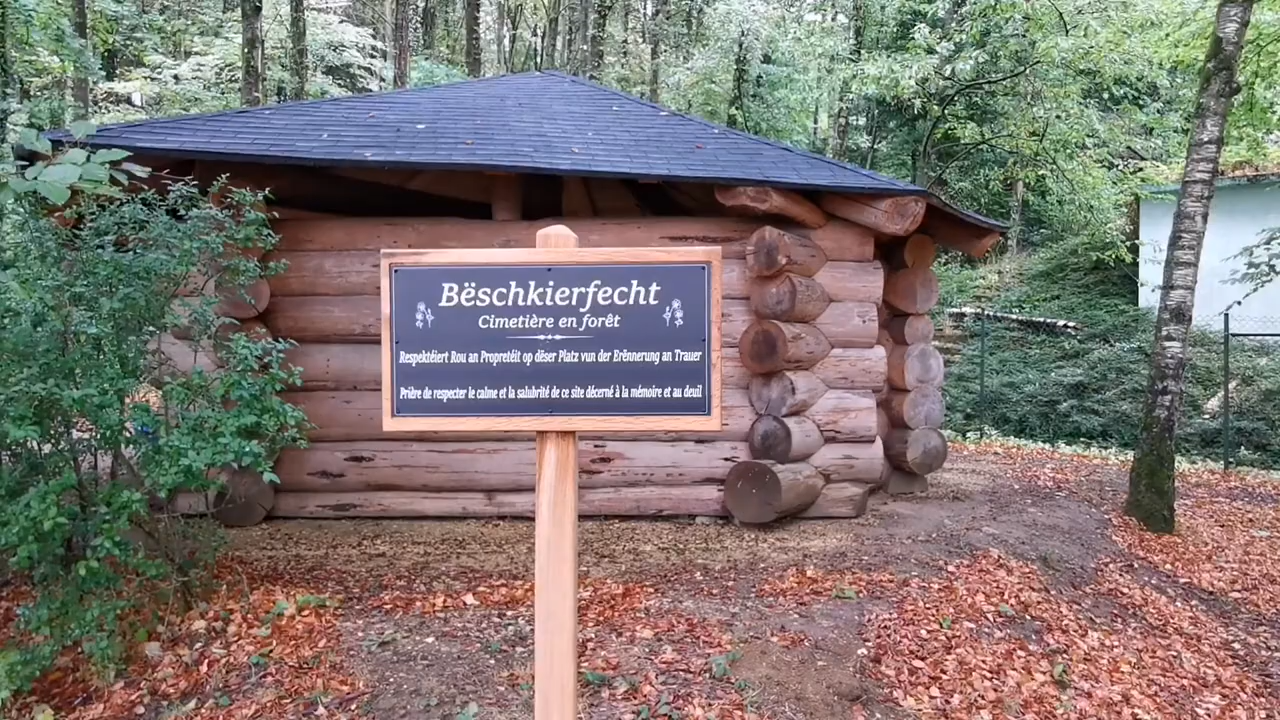 Bëschkierfecht
Cimetière en forêt
Respektéiert Rou an Propretéit op dëser Platz vun der Erënnerung an Trauer
Prière de respecter le calme et la salubrité de ce site décerné à la mémoire et au deuil